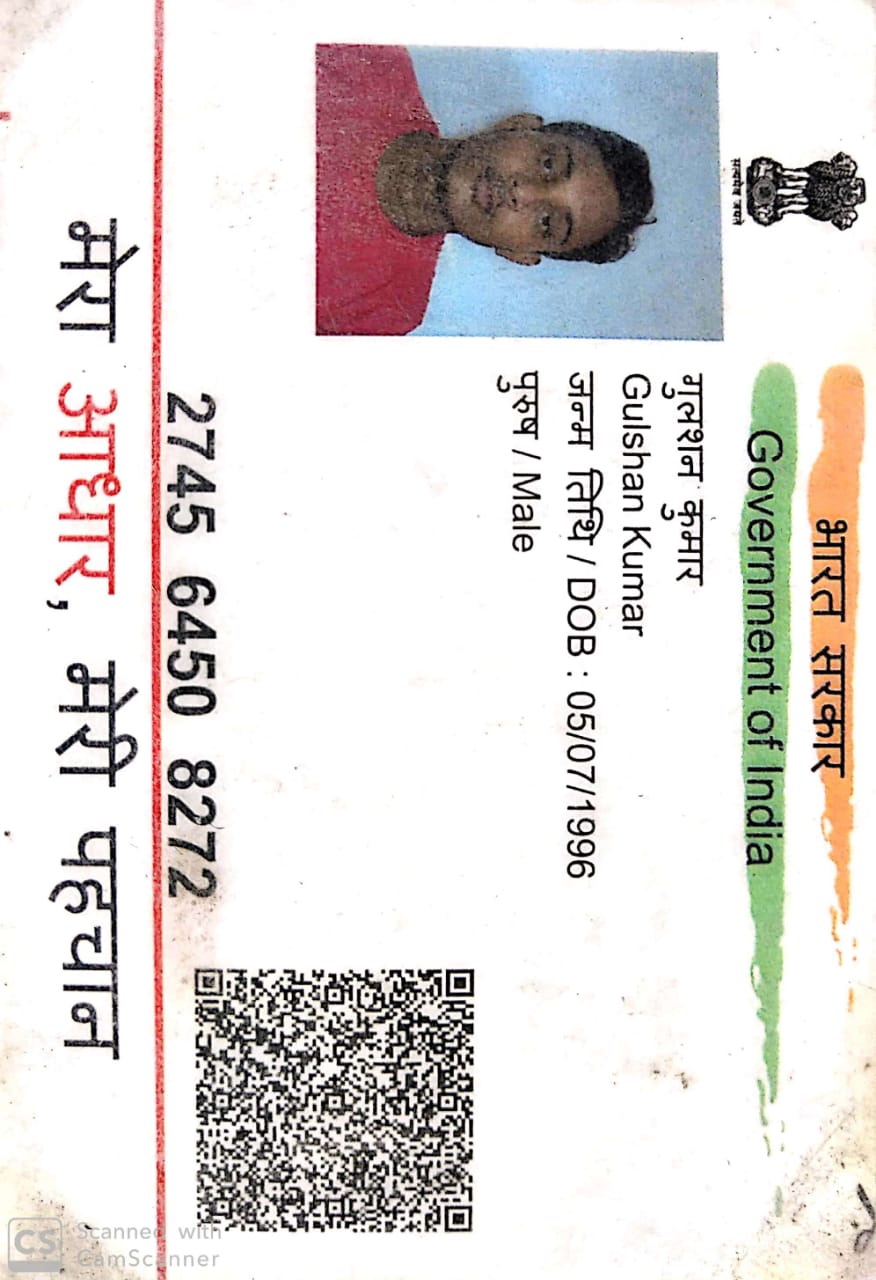 सत्यमेव जयते
भारत सरकार
Government of India
गुलशन कुमार
Gulshan Kumar
जन्म तिथि / DOB : 05/07/1996
पुरुष / Male
2745 6450 8272
मेरा आधार, मेरी पहचान
CS Scanned with
CamScanner